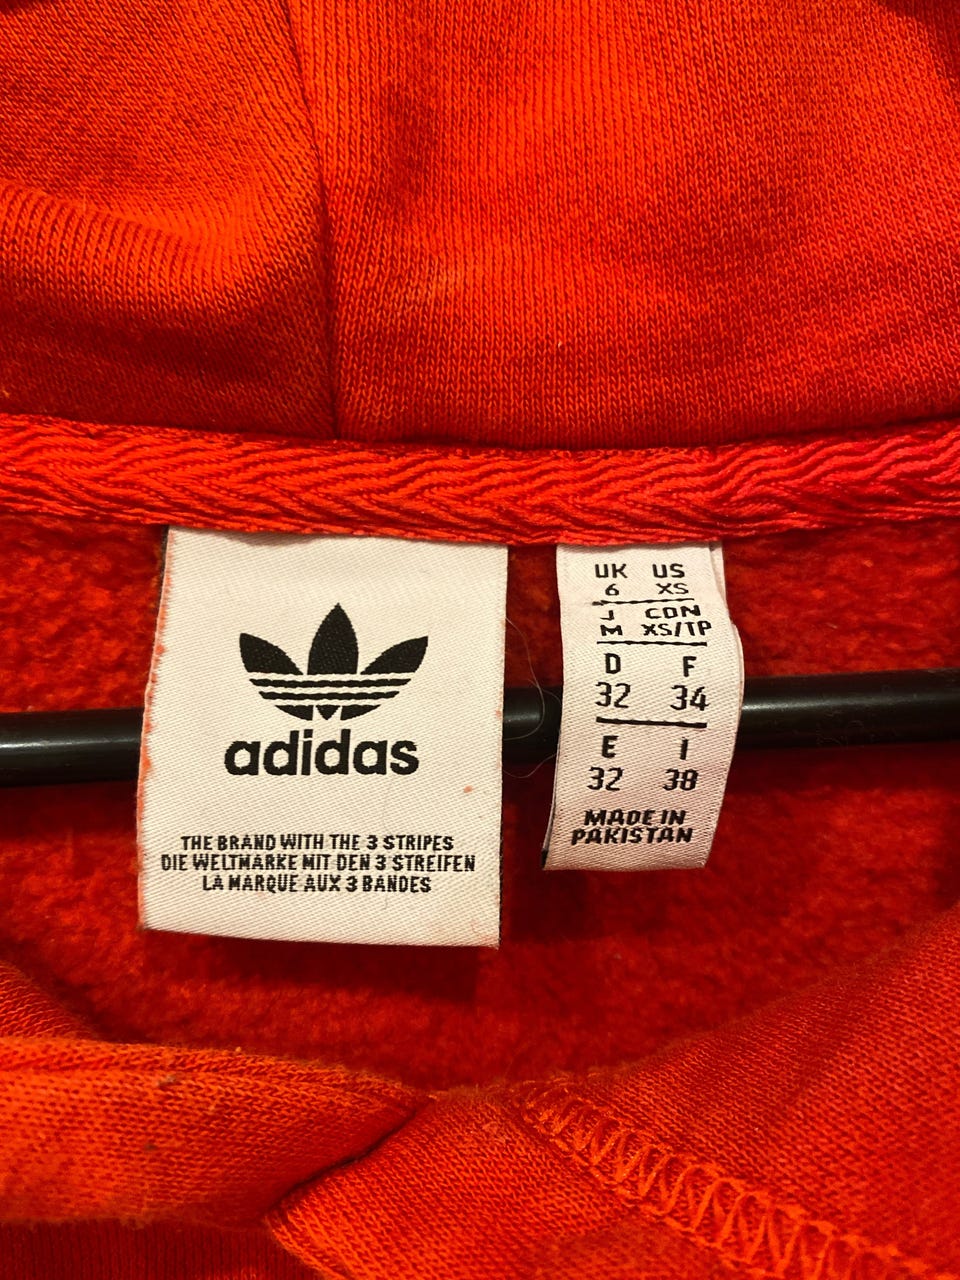 adidas
THE BRAND WITH THE 3 STRIPES
DIE WELTMARKE MIT DEN 3 STREIFEN
LA MARQUE AUX 3 BANDES
UK US
6 XS
J CDN
M XS/TP
D F
32 34
E I
32 38
MADE IN
PAKISTAN